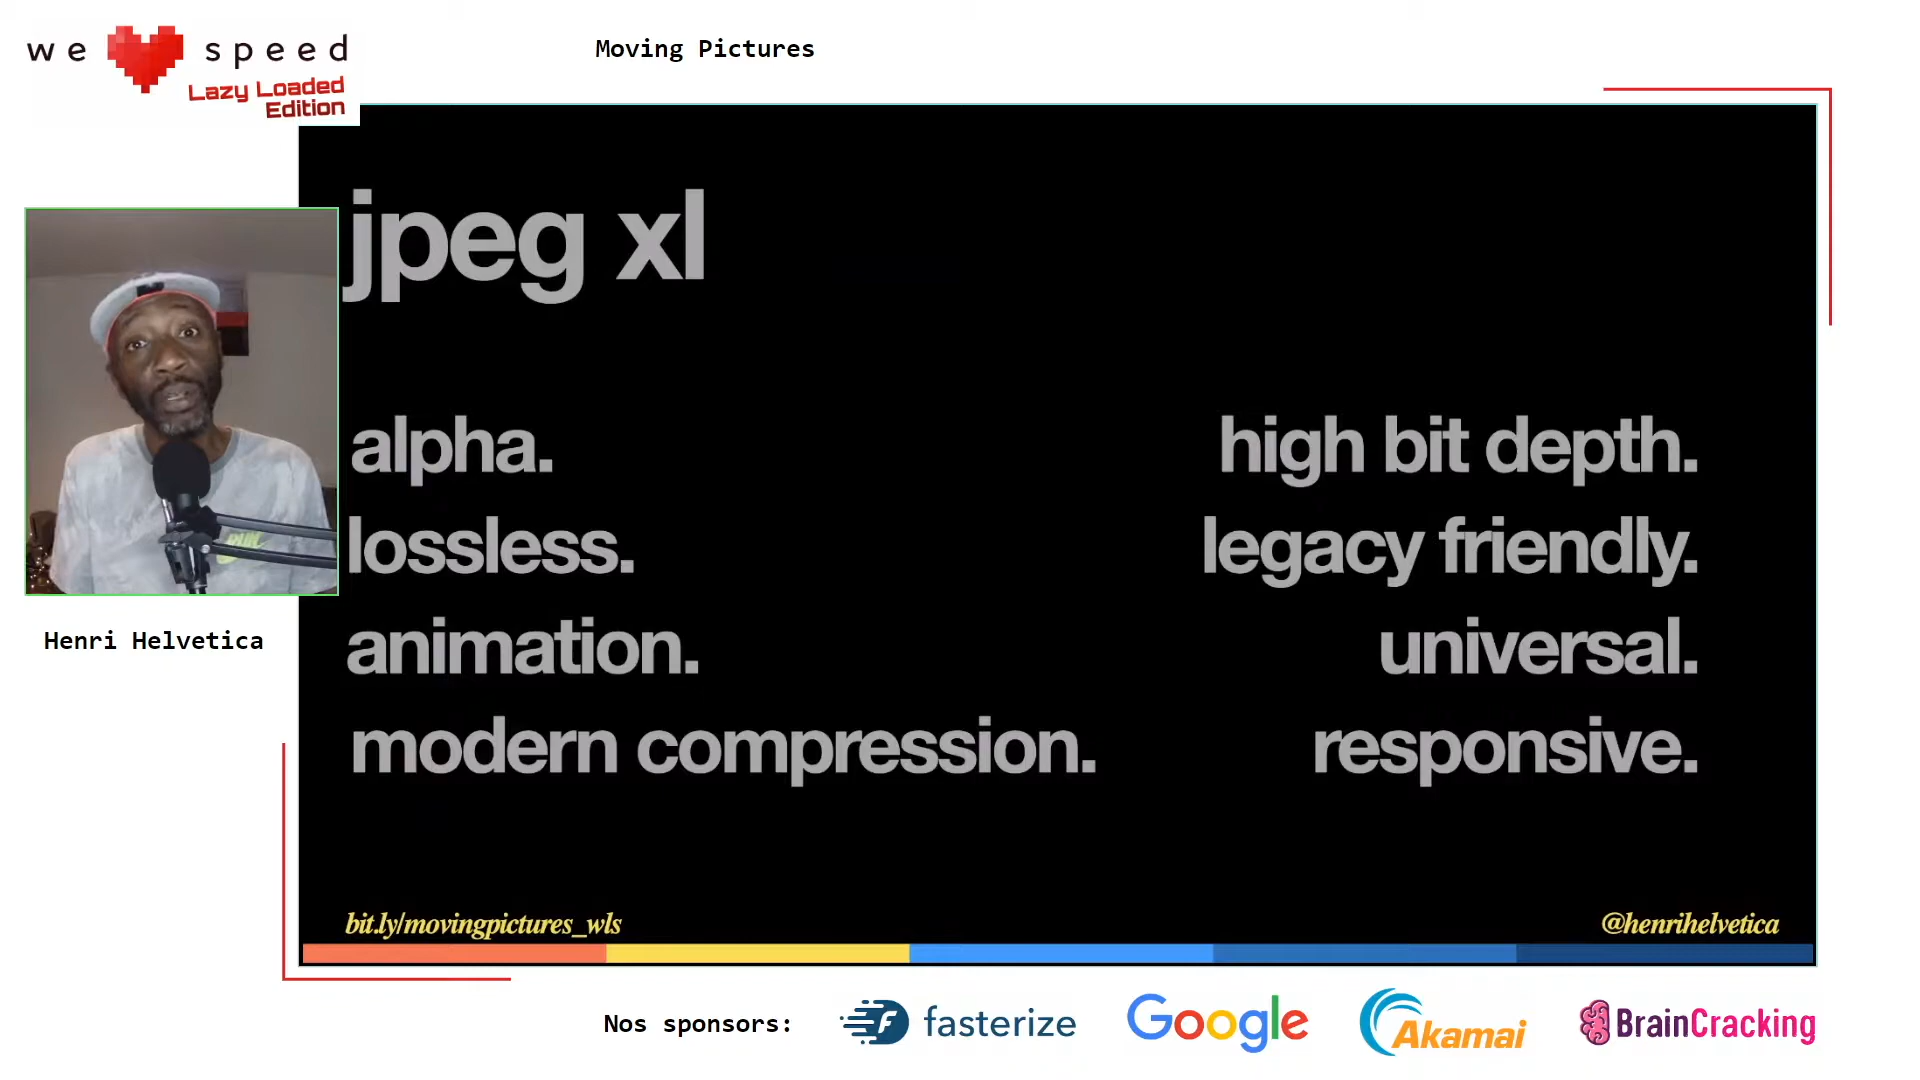 we speed
Lazy Loaded
Edition
Moving Pictures
jpeg xl
alpha.
lossless.
animation.
modern compression.
high bit depth.
legacy friendly.
universal.
responsive.
Henri Helvetica
bit.ly/movingpictures_wls
@henrihelvetica
Nos sponsors:
fasterize
Google
Akamai
BrainCracking